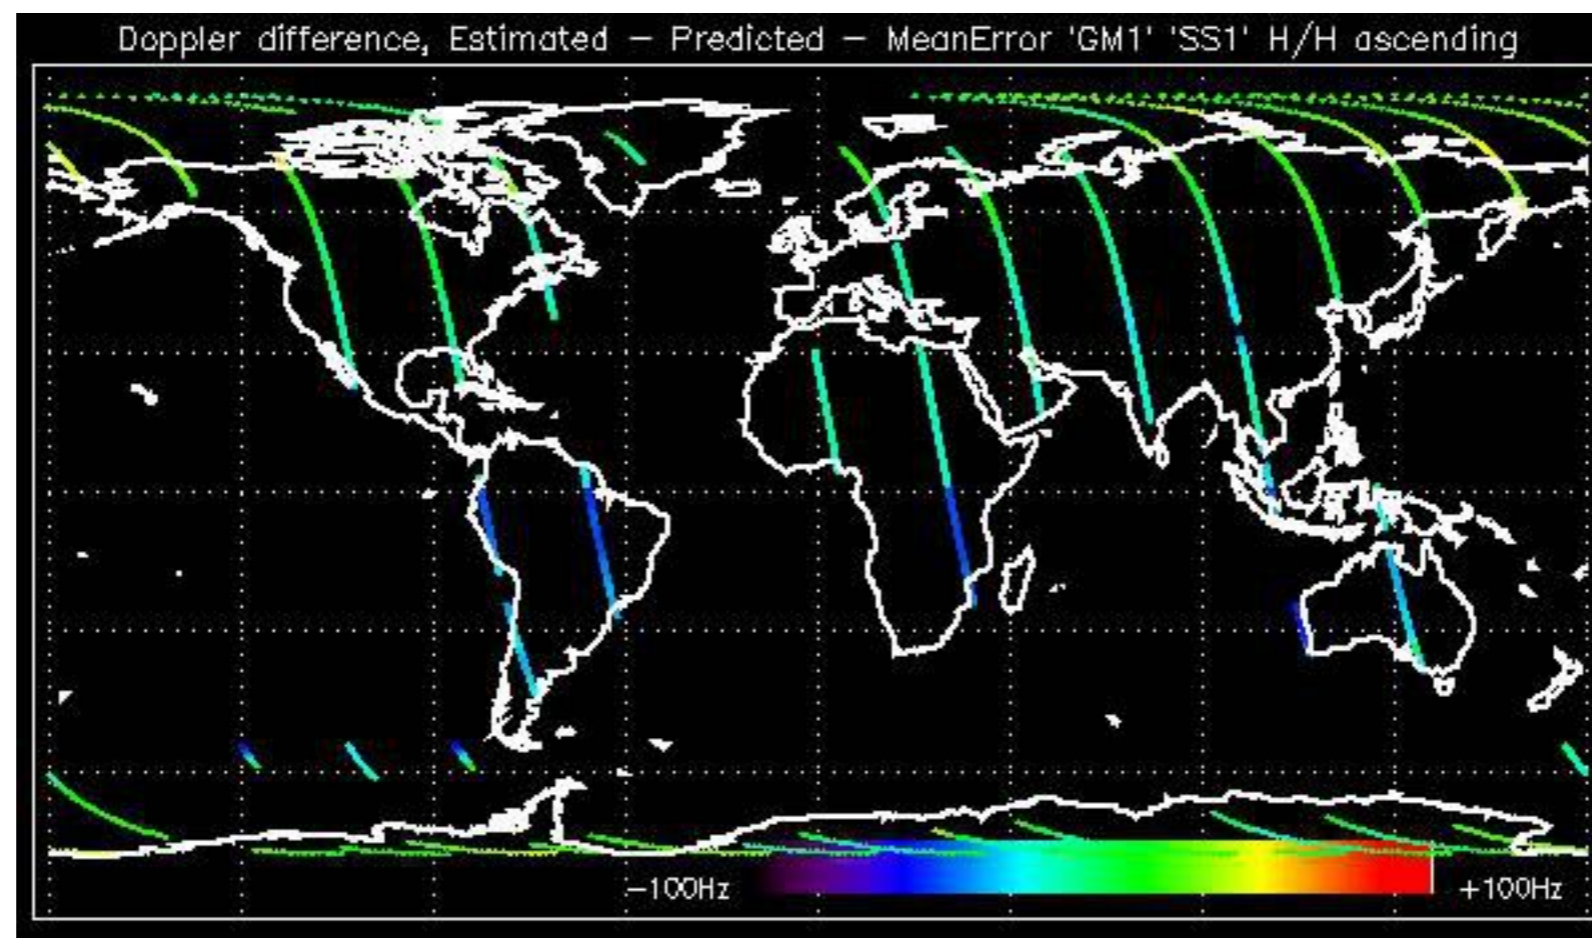 Doppler difference, Estimated – Predicted – MeanError 'GM1' 'SS1' H/H ascending
–100Hz
+100Hz